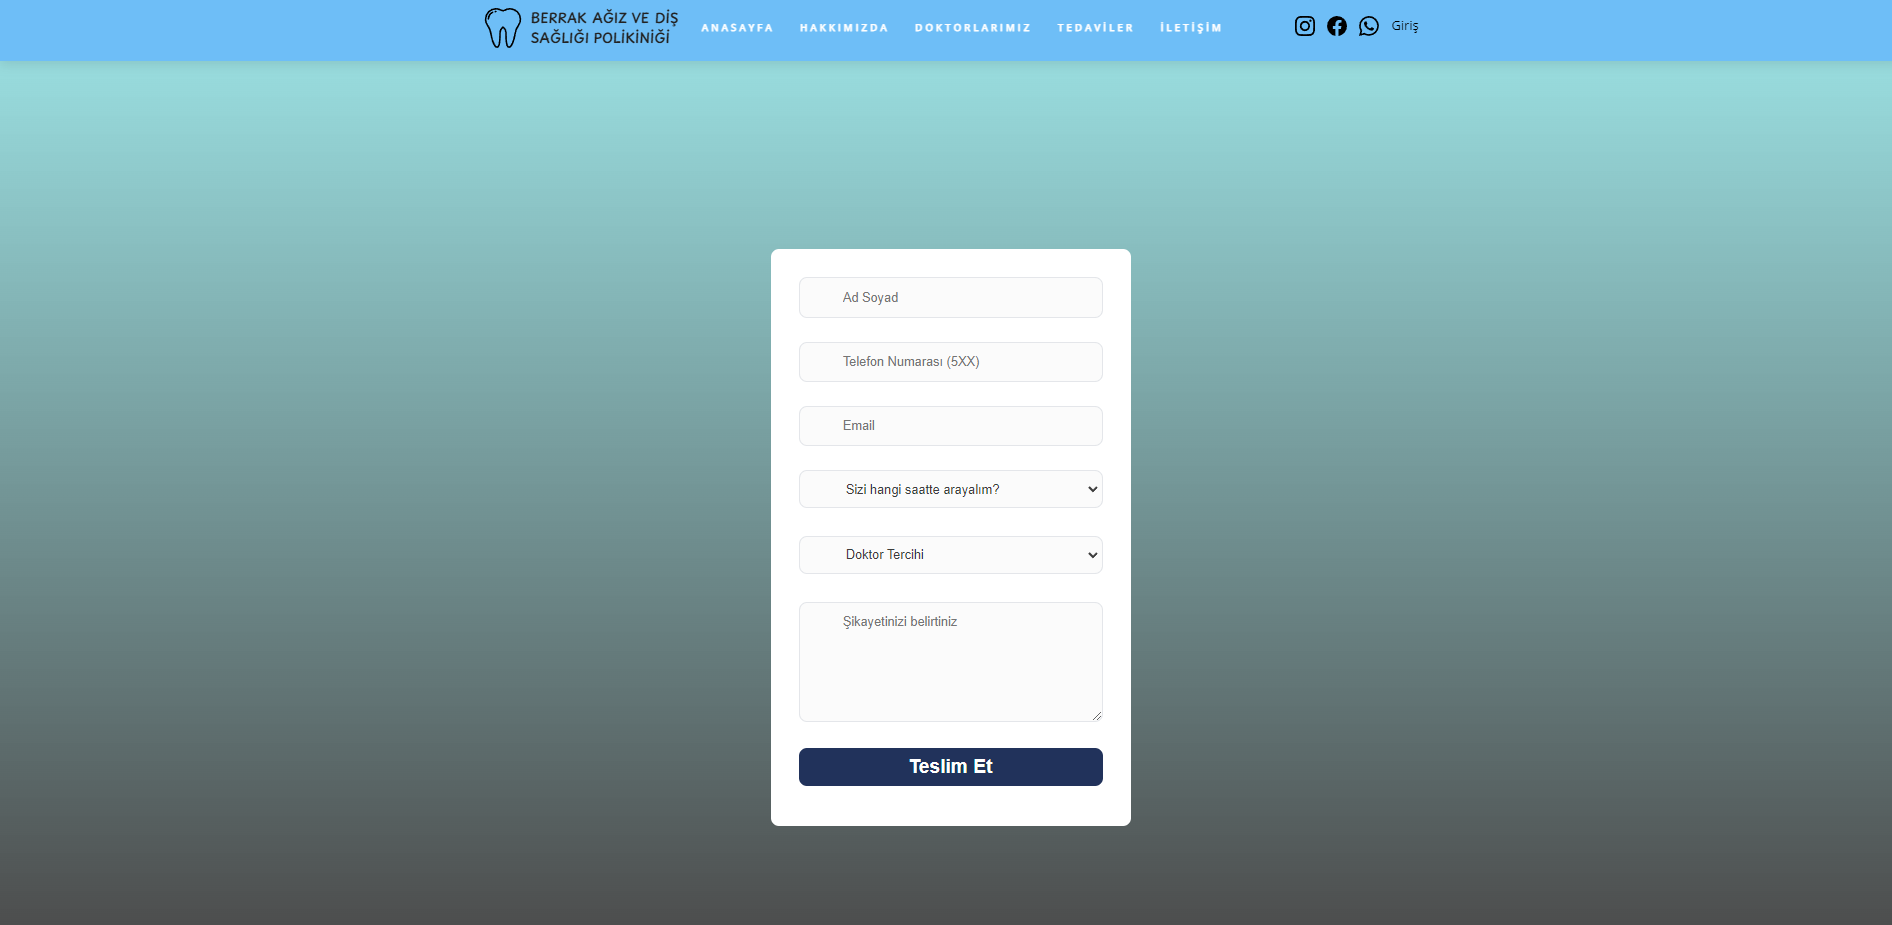 BERRAK AĞIZ VE DİŞ
SAĞLIĞI POLİKİNİĞİ
ANASAYFA HAKKIMIZDA DOKTORLARIMIZ TEDAVİLER İLETİŞİM
Giriş
Ad Soyad
Telefon Numarası (5XX)
Email
Sizi hangi saatte arayalım?
Doktor Tercihi
Şikayetinizi belirtiniz
Teslim Et